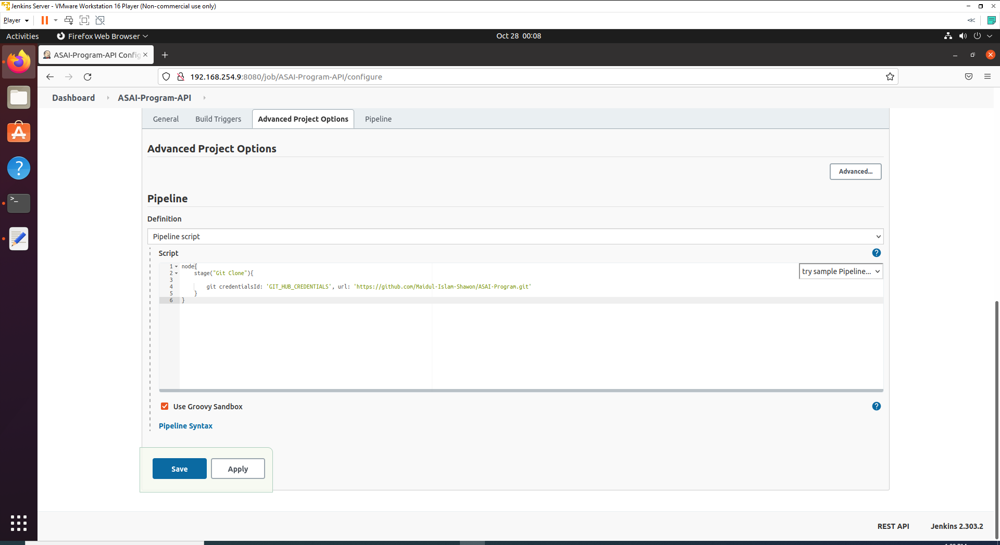 Jenkins Server - VMware Workstation 16 Player (Non-commercial use only)
Player
Activities
Firefox Web Browser
Oct 28 00:08
ASAI-Program-API Config
192.168.254.9:8080/job/ASAI-Program-API/configure
Dashboard
ASAI-Program-API
General
Build Triggers
Advanced Project Options
Pipeline
Advanced Project Options
Advanced...
Pipeline
Definition
Pipeline script
Script
try sample Pipeline...
1 node{
2 stage("Git Clone"){
3
4 git credentialsId: 'GIT_HUB_CREDENTIALS', url: 'https://github.com/Maidul-Islam-Shawon/ASAI-Program.git'
5 }
6 }
Use Groovy Sandbox
Pipeline Syntax
Save
Apply
REST API
Jenkins 2.303.2